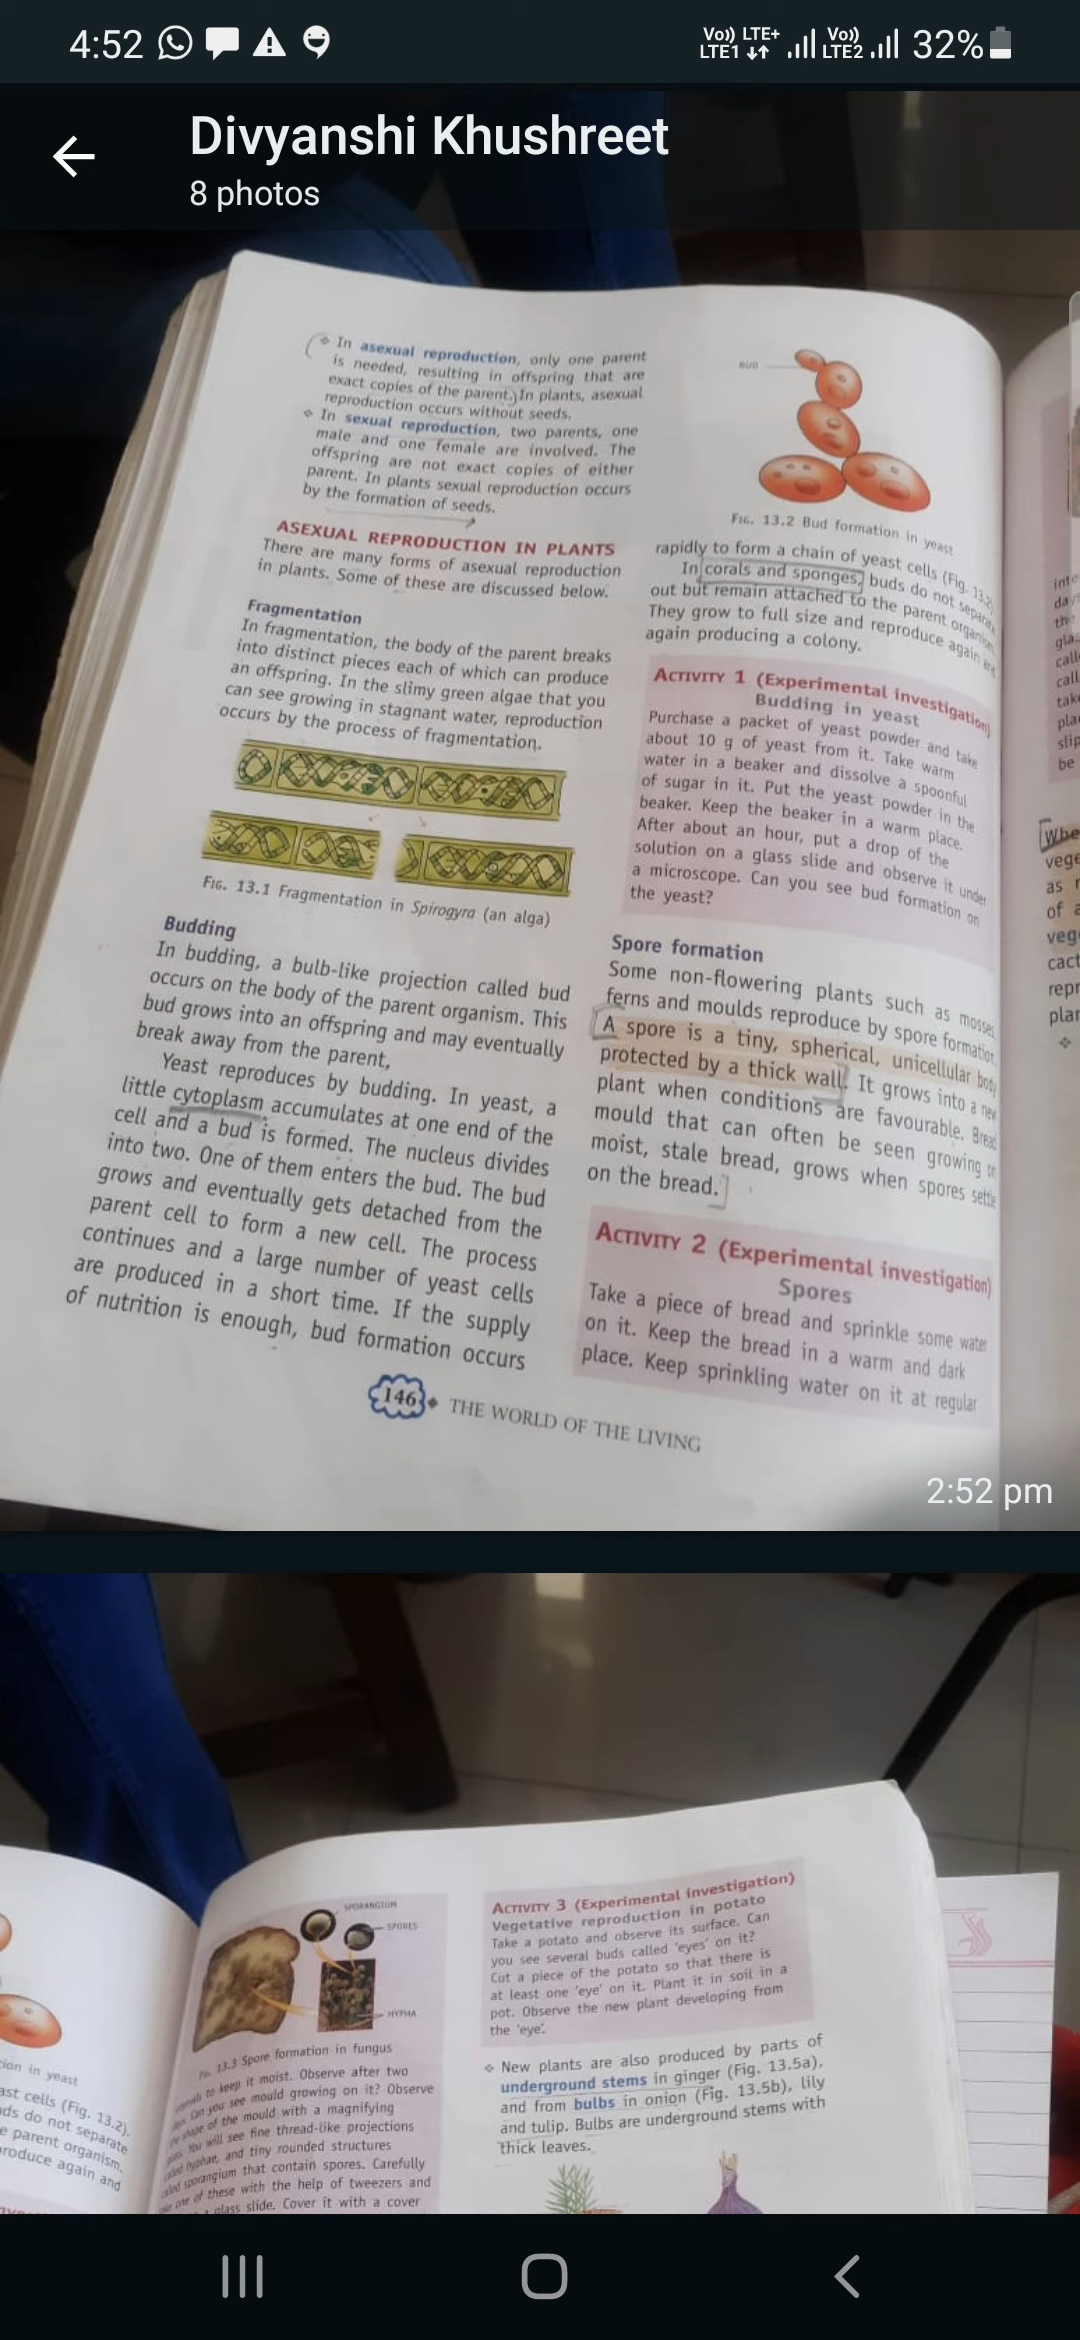 4:52
Vo)) LTE+
LTE1
Vo))
LTE2
32%
Divyanshi Khushreet
8 photos
❖ In asexual reproduction, only one parent
is needed, resulting in offspring that are
exact copies of the parent. In plants, asexual
reproduction occurs without seeds.
❖ In sexual reproduction, two parents, one
male and one female are involved. The
offspring are not exact copies of either
parent. In plants sexual reproduction occurs
by the formation of seeds.
ASEXUAL REPRODUCTION IN PLANTS
There are many forms of asexual reproduction
in plants. Some of these are discussed below.
Fragmentation
In fragmentation, the body of the parent breaks
into distinct pieces each of which can produce
an offspring. In the slimy green algae that you
can see growing in stagnant water, reproduction
occurs by the process of fragmentation.
FIG. 13.1 Fragmentation in Spirogyra (an alga)
Budding
In budding, a bulb-like projection called bud
occurs on the body of the parent organism. This
bud grows into an offspring and may eventually
break away from the parent,
Yeast reproduces by budding. In yeast, a
little cytoplasm accumulates at one end of the
cell and a bud is formed. The nucleus divides
into two. One of them enters the bud. The bud
grows and eventually gets detached from the
parent cell to form a new cell. The process
continues and a large number of yeast cells
are produced in a short time. If the supply
of nutrition is enough, bud formation occurs
BUD
FIG. 13.2 Bud formation in yeast
rapidly to form a chain of yeast cells (Fig. 13.2)
In corals and sponges, buds do not separate
out but remain attached to the parent organism.
They grow to full size and reproduce again and
again producing a colony.
ACTIVITY 1 (Experimental investigation)
Budding in yeast
Purchase a packet of yeast powder and take
about 10 g of yeast from it. Take warm
water in a beaker and dissolve a spoonful
of sugar in it. Put the yeast powder in the
beaker. Keep the beaker in a warm place.
After about an hour, put a drop of the
solution on a glass slide and observe it under
a microscope. Can you see bud formation on
the yeast?
Spore formation
Some non-flowering plants such as mosses,
ferns and moulds reproduce by spore formation.
A spore is a tiny, spherical, unicellular body
protected by a thick wall. It grows into a new
plant when conditions are favourable. Bread
mould that can often be seen growing on
moist, stale bread, grows when spores settle
on the bread.
ACTIVITY 2 (Experimental investigation)
Spores
Take a piece of bread and sprinkle some water
on it. Keep the bread in a warm and dark
place. Keep sprinkling water on it at regular
146 ❖ THE WORLD OF THE LIVING
2:52 pm
tion in yeast
ast cells (Fig. 13.2).
ds do not separate
e parent organism.
produce again and
SPORANGIUM
SPORES
HYPHA
FIG. 13.3 Spore formation in fungus
intervals to keep it moist. Observe after two
days. Can you see mould growing on it? Observe
the shape of the mould with a magnifying
You will see fine thread-like projections
called hyphae, and tiny rounded structures
called sporangium that contain spores. Carefully
take one of these with the help of tweezers and
a glass slide. Cover it with a cover
ACTIVITY 3 (Experimental investigation)
Vegetative reproduction in potato
Take a potato and observe its surface. Can
you see several buds called 'eyes' on it?
Cut a piece of the potato so that there is
at least one 'eye' on it. Plant it in soil in a
pot. Observe the new plant developing from
the 'eye'.
❖ New plants are also produced by parts of
underground stems in ginger (Fig. 13.5a),
and from bulbs in onion (Fig. 13.5b), lily
and tulip. Bulbs are underground stems with
thick leaves.